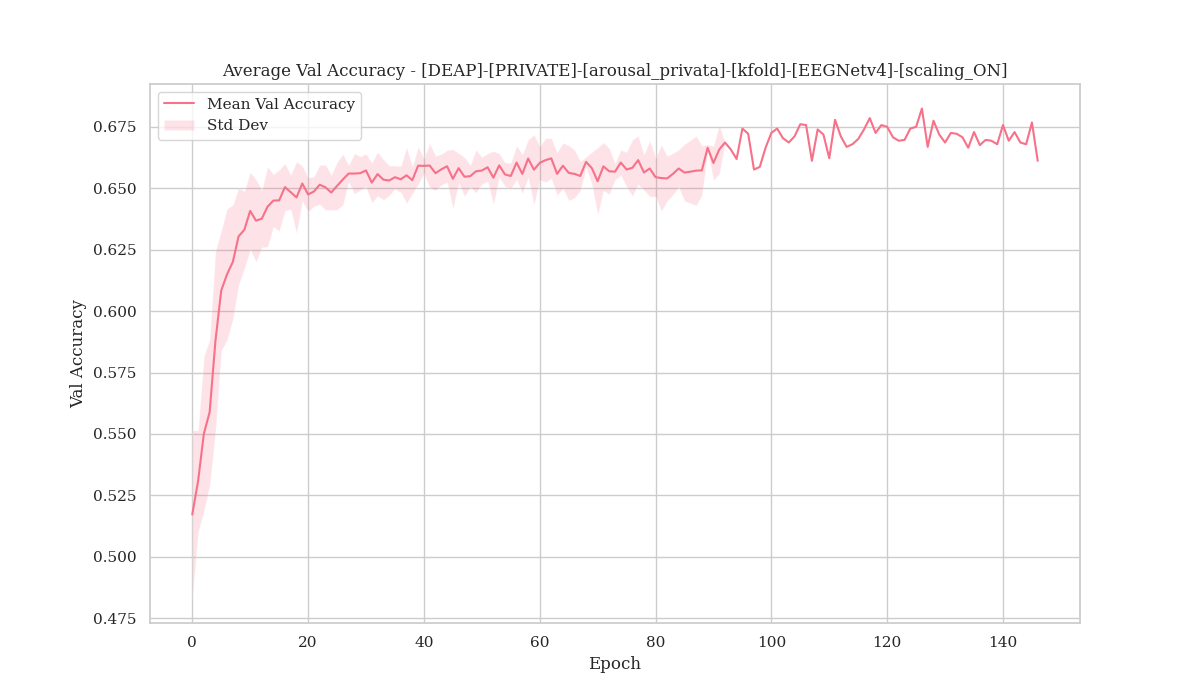 Average Val Accuracy - [DEAP]-[PRIVATE]-[arousal_privata]-[kfold]-[EEGNetv4]-[scaling_ON]
Mean Val Accuracy
Std Dev
0.675
0.650
0.625
0.600
0.575
0.550
0.525
0.500
0.475
Val Accuracy
0 20 40 60 80 100 120 140
Epoch